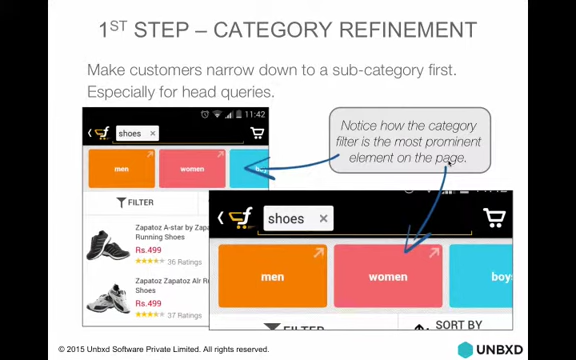 1ST STEP – CATEGORY REFINEMENT
Make customers narrow down to a sub-category first.
Especially for head queries.
11:42
shoes ×
men
women
FILTER
Zapatoz A-star by Zap
Running Shoes
Rs.499
36 Ratings
Zapatoz Zapatoz Air R
Shoes
Rs.499
37 Ratings
Notice how the category
filter is the most prominent
element on the page.
shoes ×
men
women
boys
FILTER
SORT BY
© 2015 Unbxd Software Private Limited. All rights reserved.
UNBXD